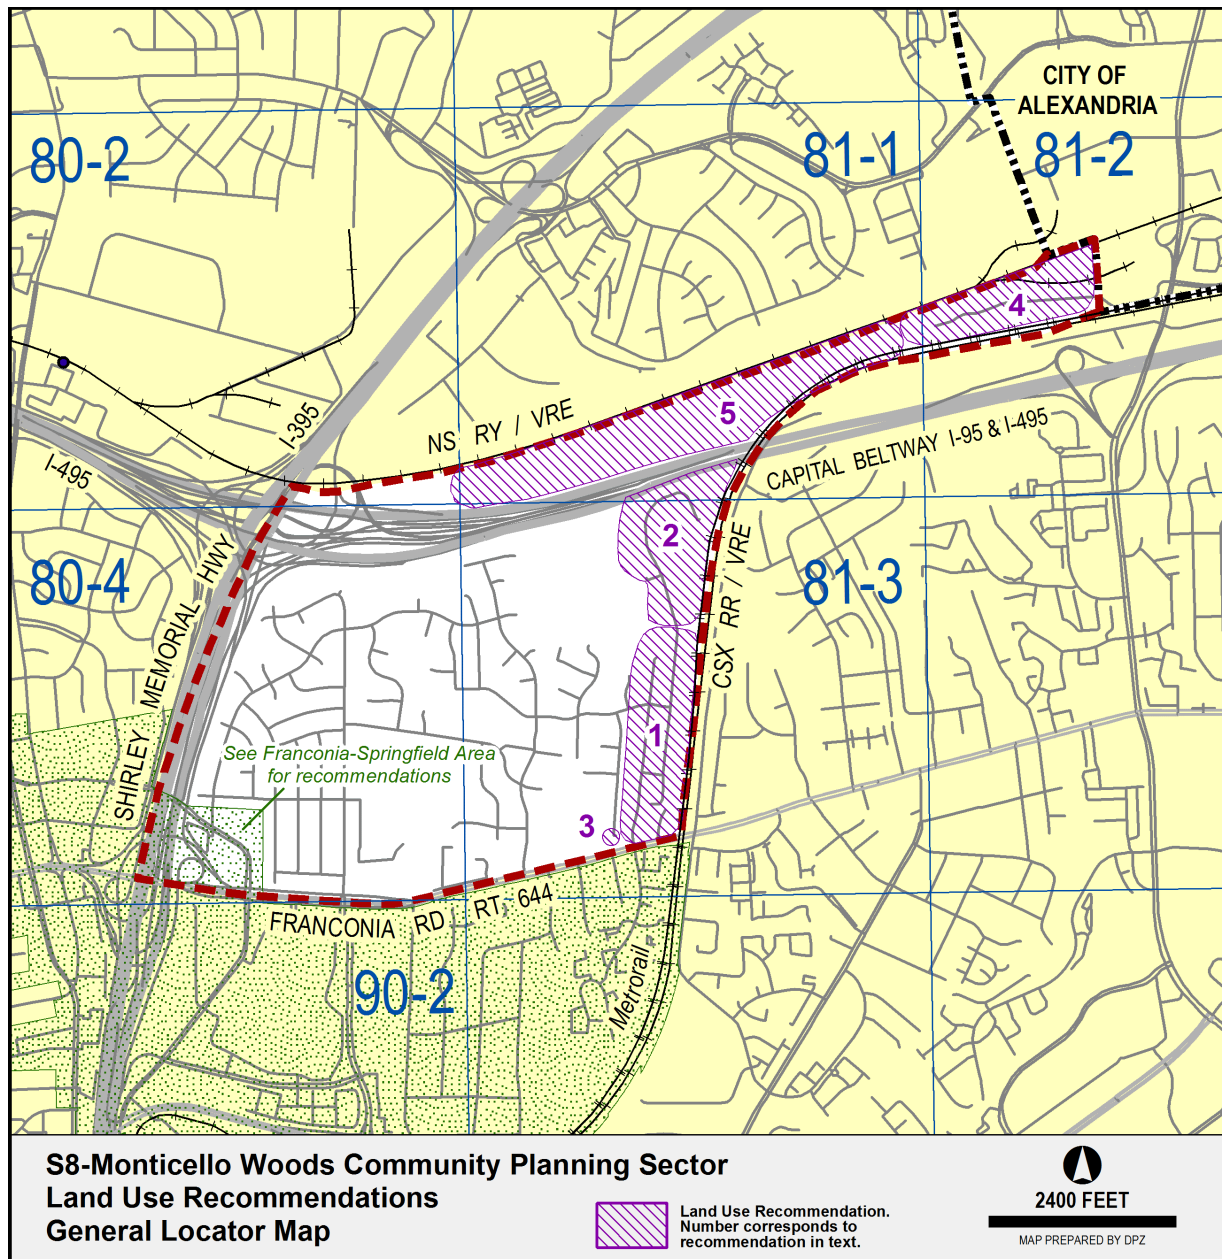 CITY OF
ALEXANDRIA
80-2
81-1
81-2
4
5
NS RY / VRE
I-395
I-495
CAPITAL BELTWAY I-95 & I-495
2
80-4
81-3
SHIRLEY MEMORIAL HWY
CSX RR / VRE
1
See Franconia-Springfield Area
for recommendations
3
FRANCONIA RD RT. 644
90-2
Metrorail
S8-Monticello Woods Community Planning Sector
Land Use Recommendations
General Locator Map
Land Use Recommendation.
Number corresponds to
recommendation in text.
2400 FEET
MAP PREPARED BY DPZ